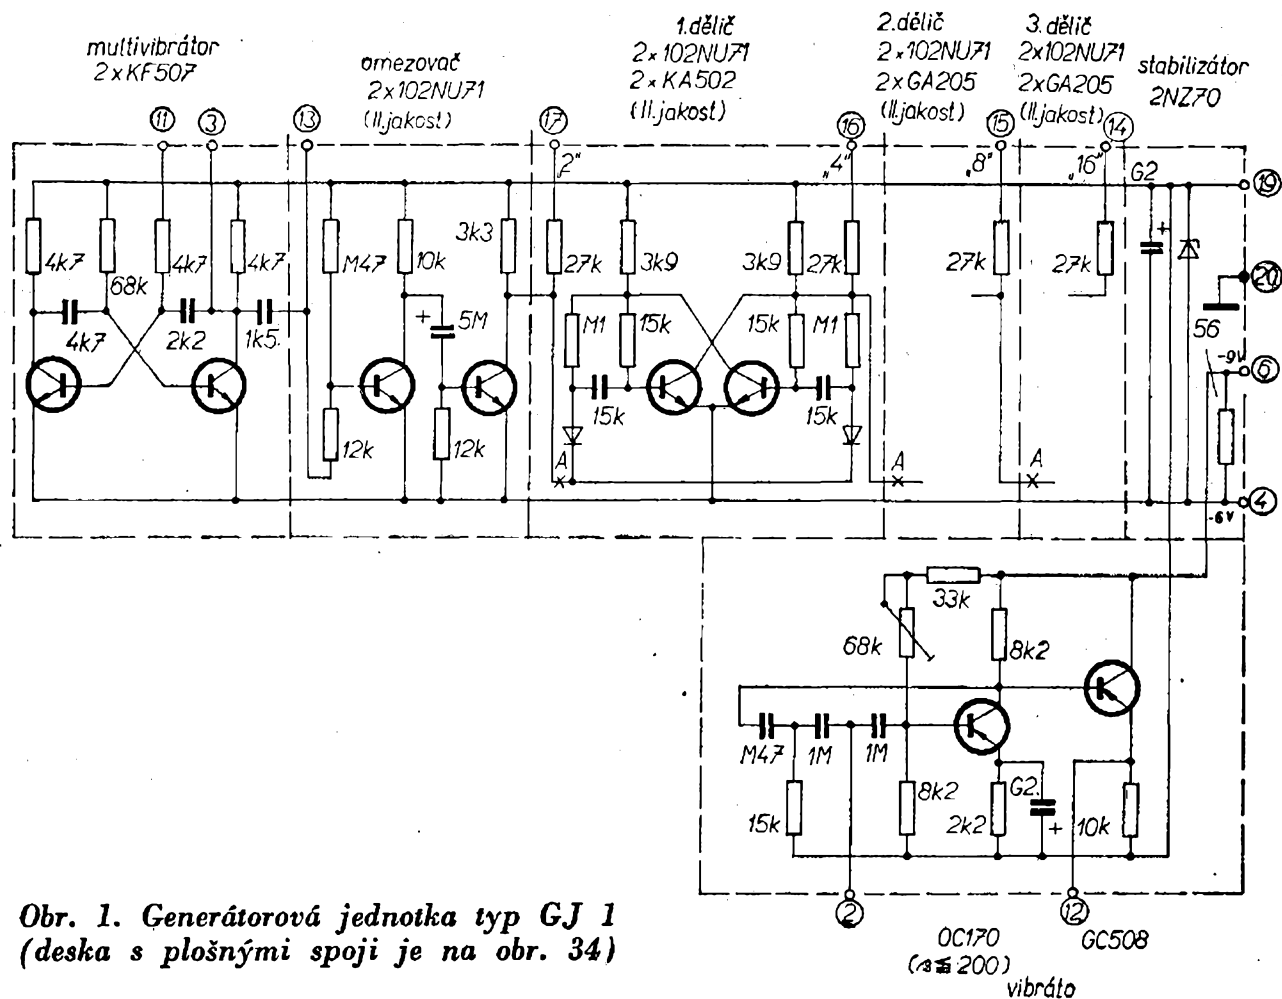 multivibrátor
2xKF507
omezovač
2x102NU71
(II.jakost)
1.dělič
2x102NU71
2xKA502
(II.jakost)
2.dělič
2x102NU71
2xGA205
(II.jakost)
3.dělič
2x102NU71
2xGA205
(II.jakost)
stabilizátor
2NZ70
11
3
13
17
16
15
14
„2"
„4"
„8"
„16"
G2
19
+
4k7
68k
4k7
4k7
M47
10k
3k3
27k
3k9
3k9
27k
27k
27k
20
4k7
2k2
1k5
+
5M
M1
15k
15k
M1
56
-9V
6
15k
15k
12k
12k
A
A
A
4
-6V
33k
68k
8k2
M47
1M
1M
15k
8k2
2k2
G2
+
10k
2
12
OC170
GC508
vibráto
Obr. 1. Generátorová jednotka typ GJ 1
(deska s plošnými spoji je na obr. 34)